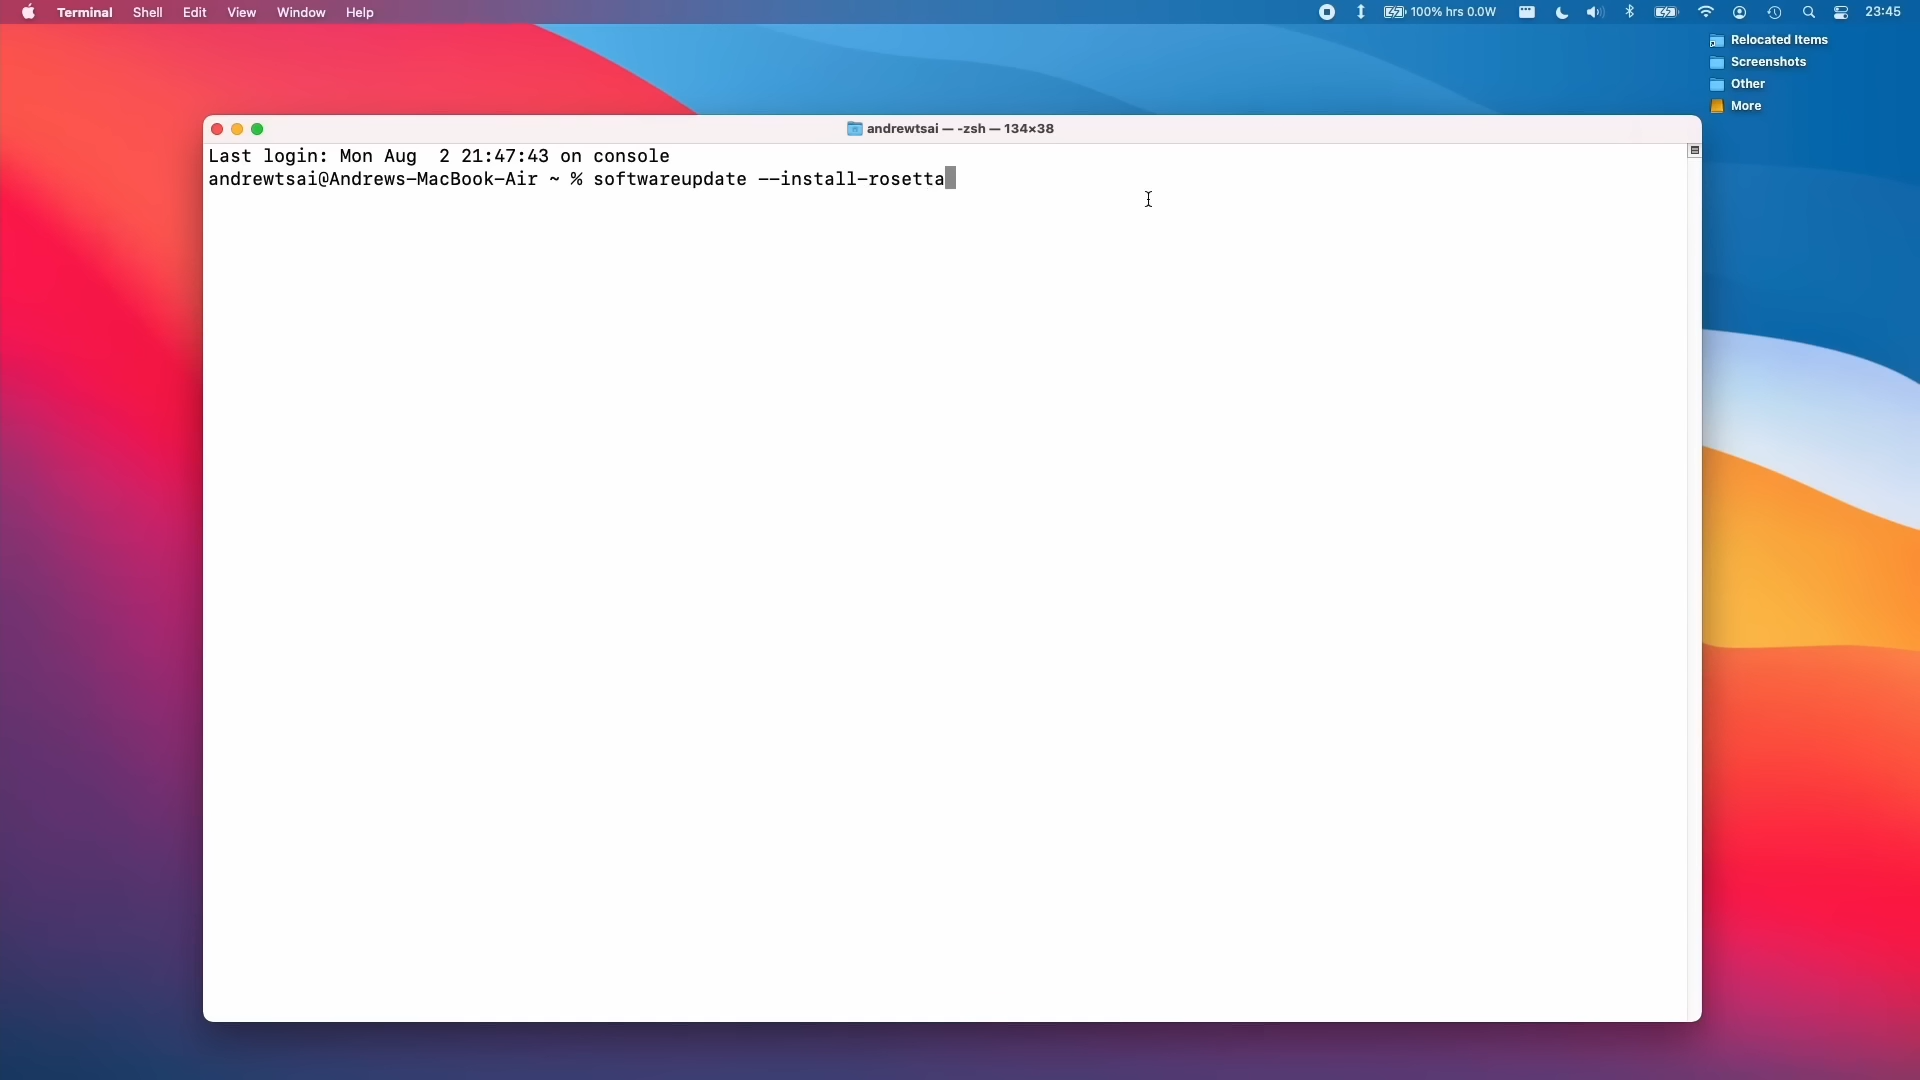 Terminal Shell Edit View Window Help 100% hrs 0.0W 23:45
Relocated Items
Screenshots
Other
More
andrewtsai — -zsh — 134×38
Last login: Mon Aug  2 21:47:43 on console
andrewtsai@Andrews-MacBook-Air ~ % softwareupdate --install-rosetta